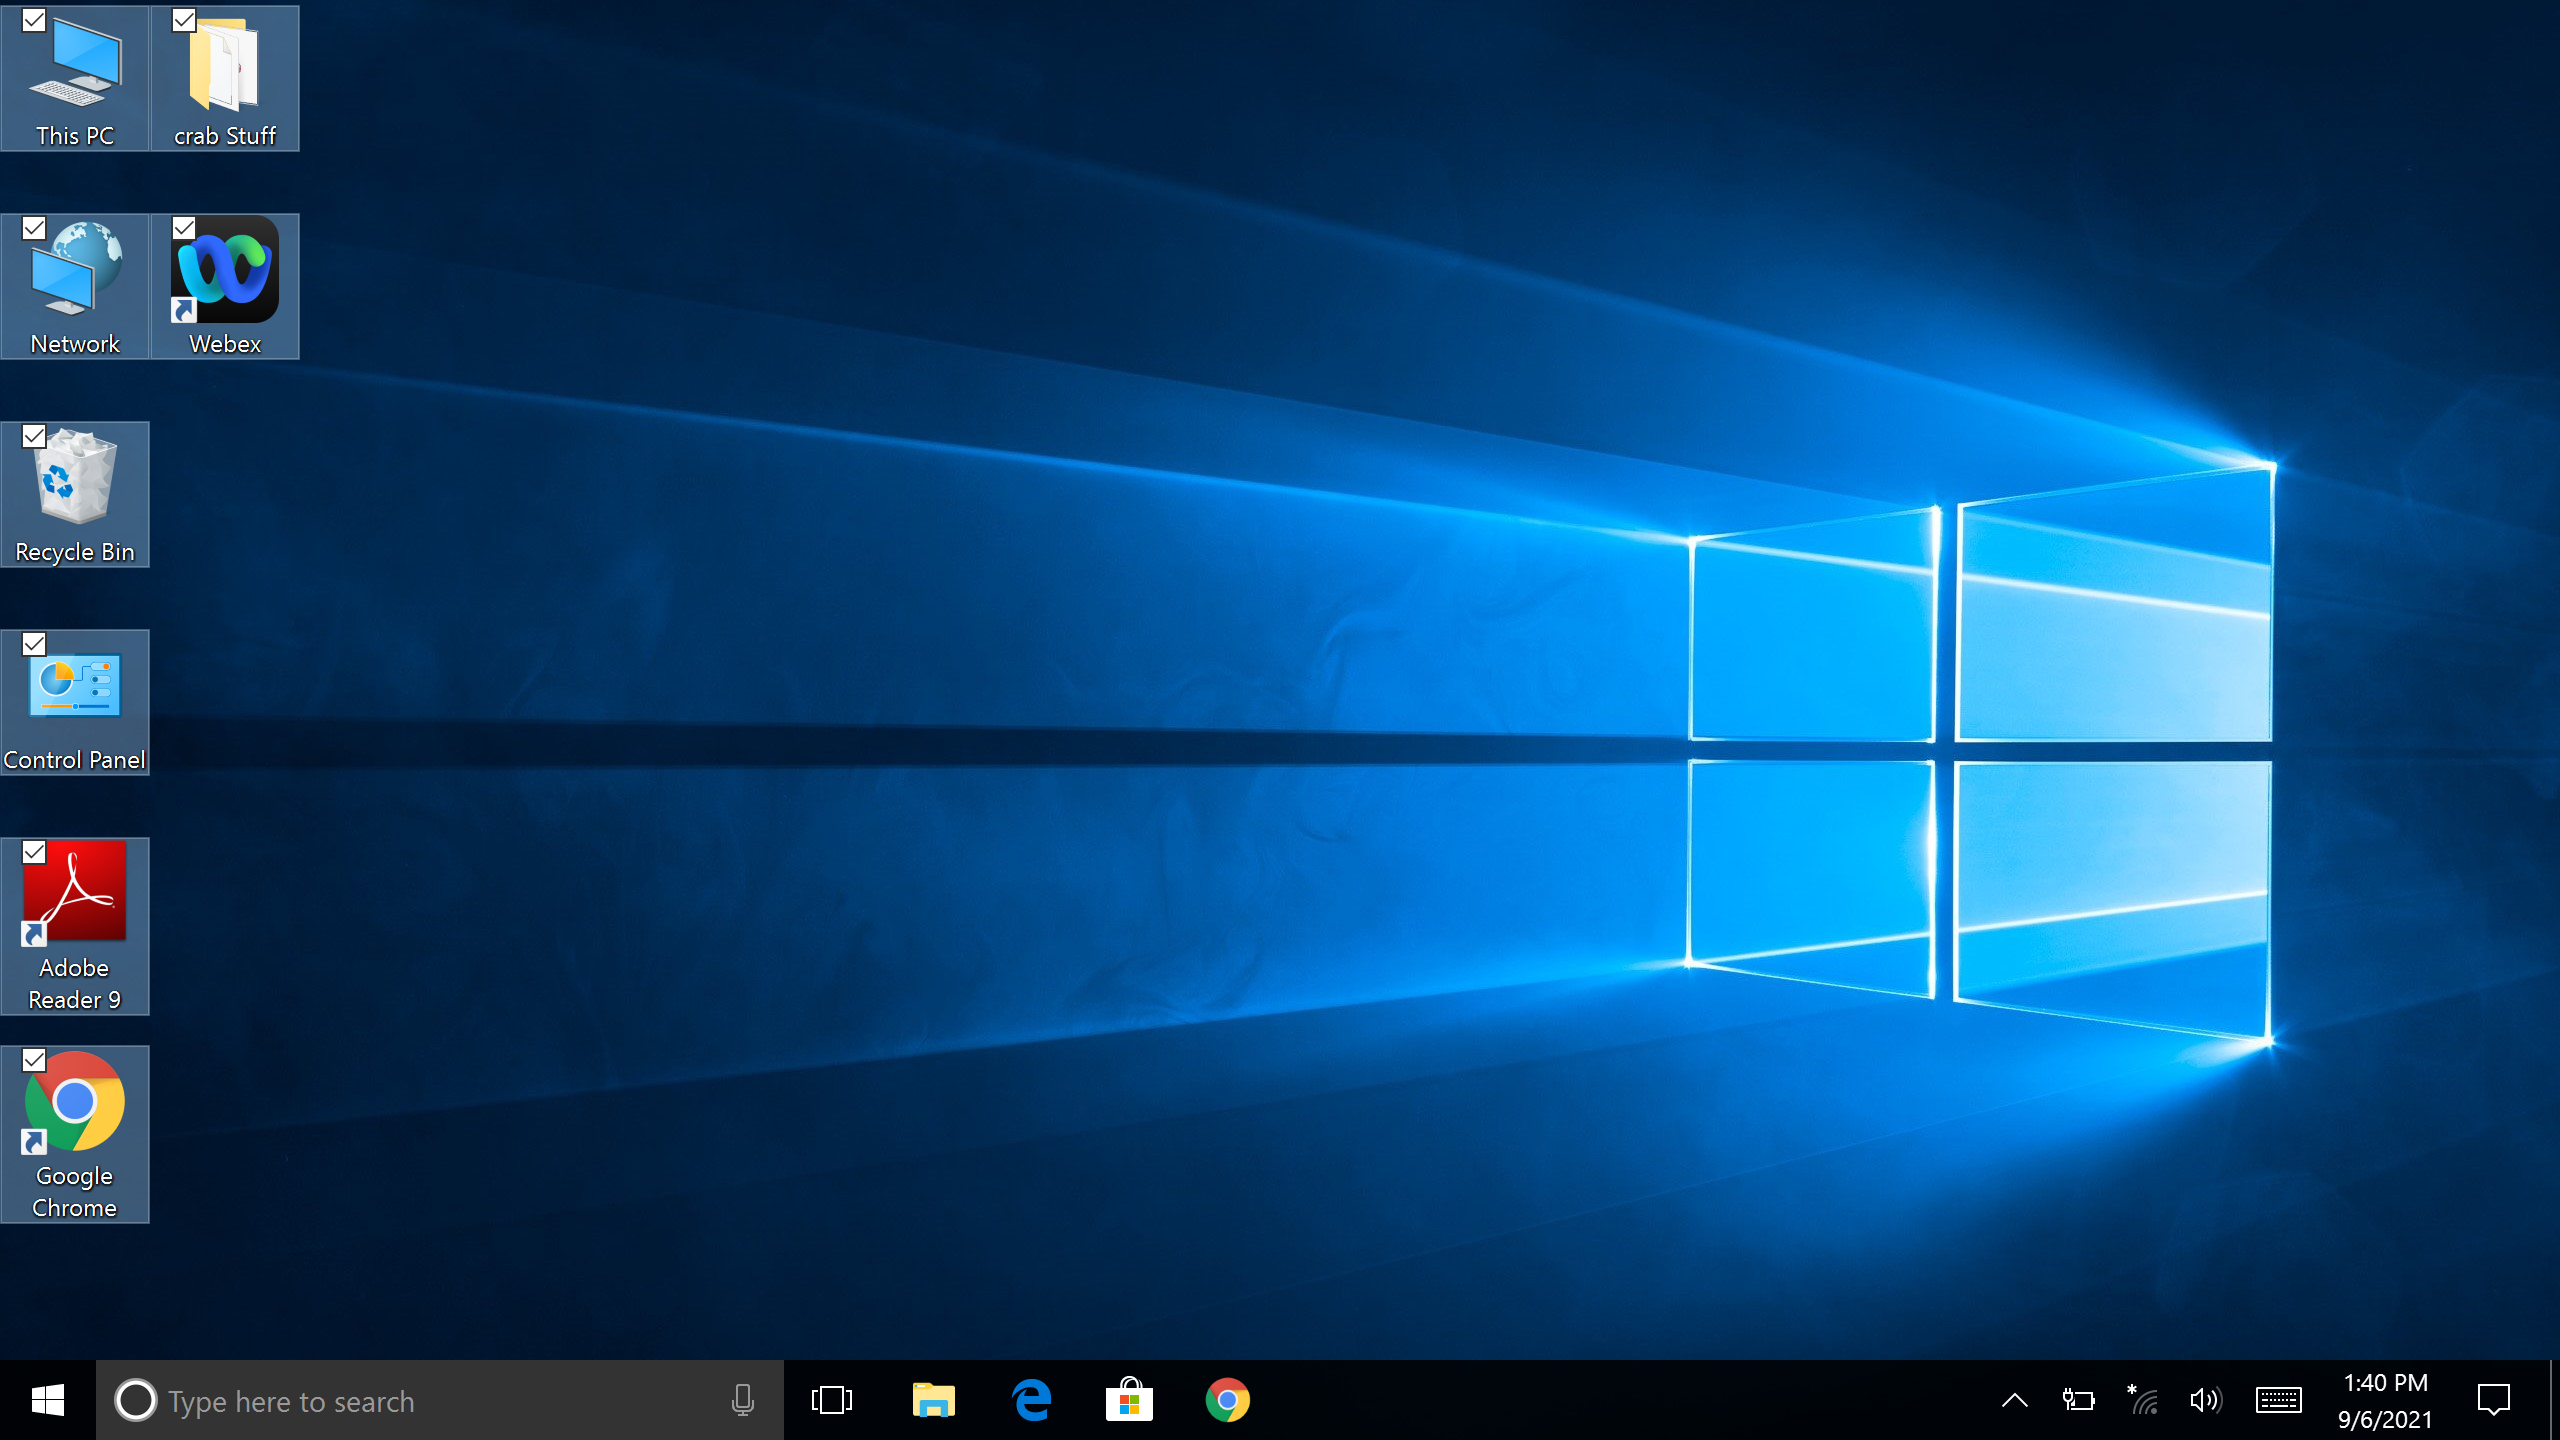 This PC
crab Stuff
Network
Webex
Recycle Bin
Control Panel
Adobe
Reader 9
Google
Chrome
Type here to search
1:40 PM
9/6/2021